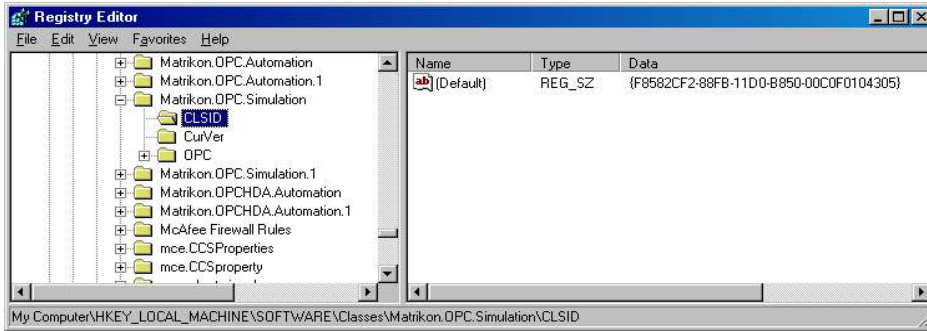 Registry Editor
File Edit View Favorites Help
Matrikon.OPC.Automation
Matrikon.OPC.Automation.1
Matrikon.OPC.Simulation
CLSID
CurVer
OPC
Matrikon.OPC.Simulation.1
Matrikon.OPCHDA.Automation
Matrikon.OPCHDA.Automation.1
McAfee Firewall Rules
mce.CCSProperties
mce.CCSproperty
Name Type Data
ab (Default) REG_SZ {F8582CF2-88FB-11D0-B850-00C0F0104305}
My Computer\HKEY_LOCAL_MACHINE\SOFTWARE\Classes\Matrikon.OPC.Simulation\CLSID